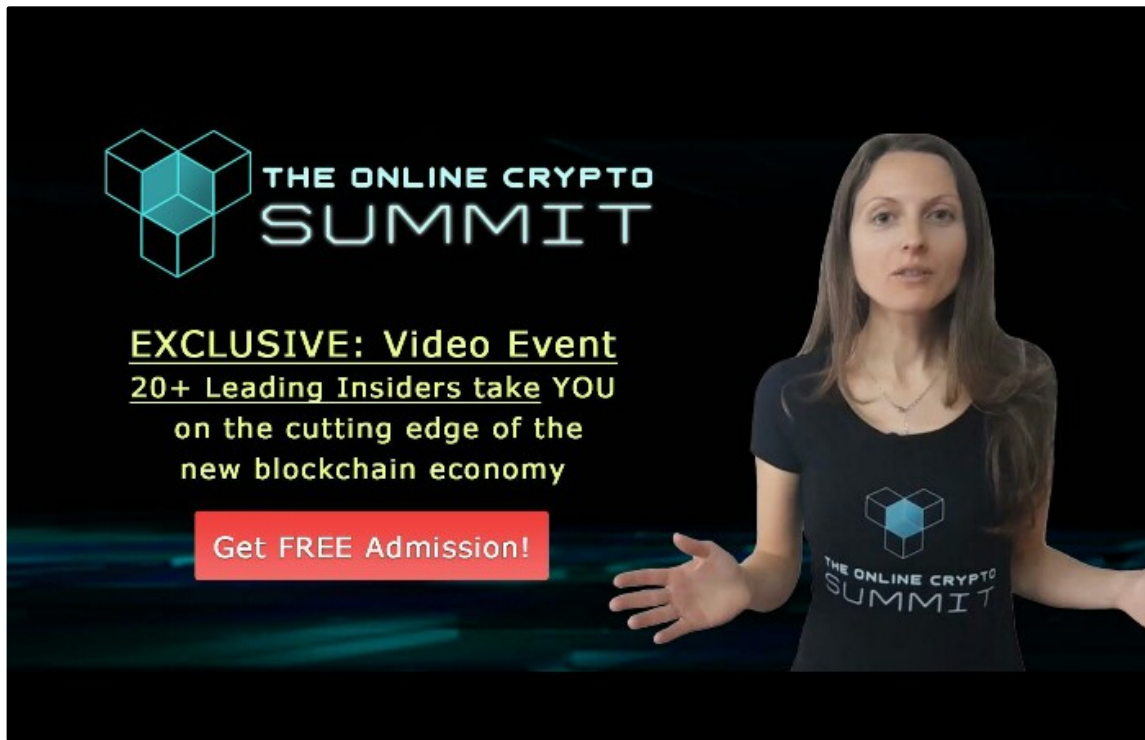 THE ONLINE CRYPTO
SUMMIT
EXCLUSIVE: Video Event
20+ Leading Insiders take YOU
on the cutting edge of the
new blockchain economy
Get FREE Admission!
THE ONLINE CRYPTO
SUMMIT